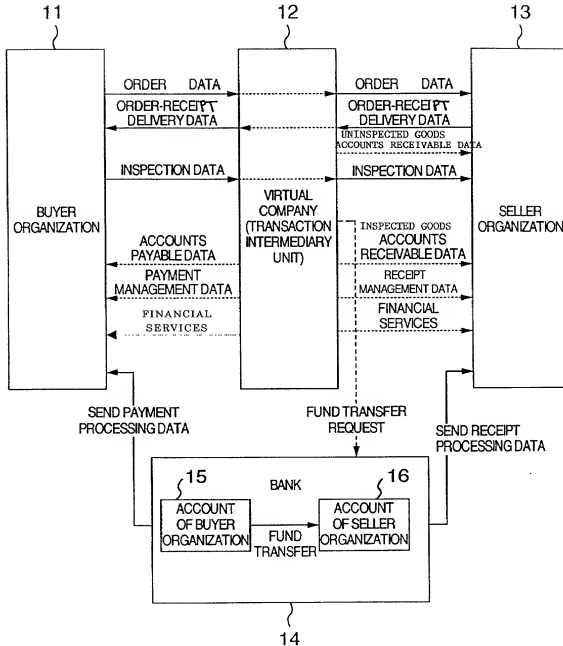 11
12
13
ORDER DATA
ORDER DATA
ORDER-RECEIPT
DELIVERY DATA
ORDER-RECEIPT
DELIVERY DATA
UNINSPECTED GOODS
ACCOUNTS RECEIVABLE DATA
INSPECTION DATA
INSPECTION DATA
BUYER
ORGANIZATION
VIRTUAL
COMPANY
(TRANSACTION
INTERMEDIARY
UNIT)
SELLER
ORGANIZATION
ACCOUNTS
PAYABLE DATA
INSPECTED GOODS
ACCOUNTS
RECEIVABLE DATA
PAYMENT
MANAGEMENT DATA
RECEIPT
MANAGEMENT DATA
FINANCIAL
SERVICES
FINANCIAL
SERVICES
SEND PAYMENT
PROCESSING DATA
FUND TRANSFER
REQUEST
SEND RECEIPT
PROCESSING DATA
BANK
15
16
ACCOUNT
OF BUYER
ORGANIZATION
FUND
TRANSFER
ACCOUNT
OF SELLER
ORGANIZATION
14